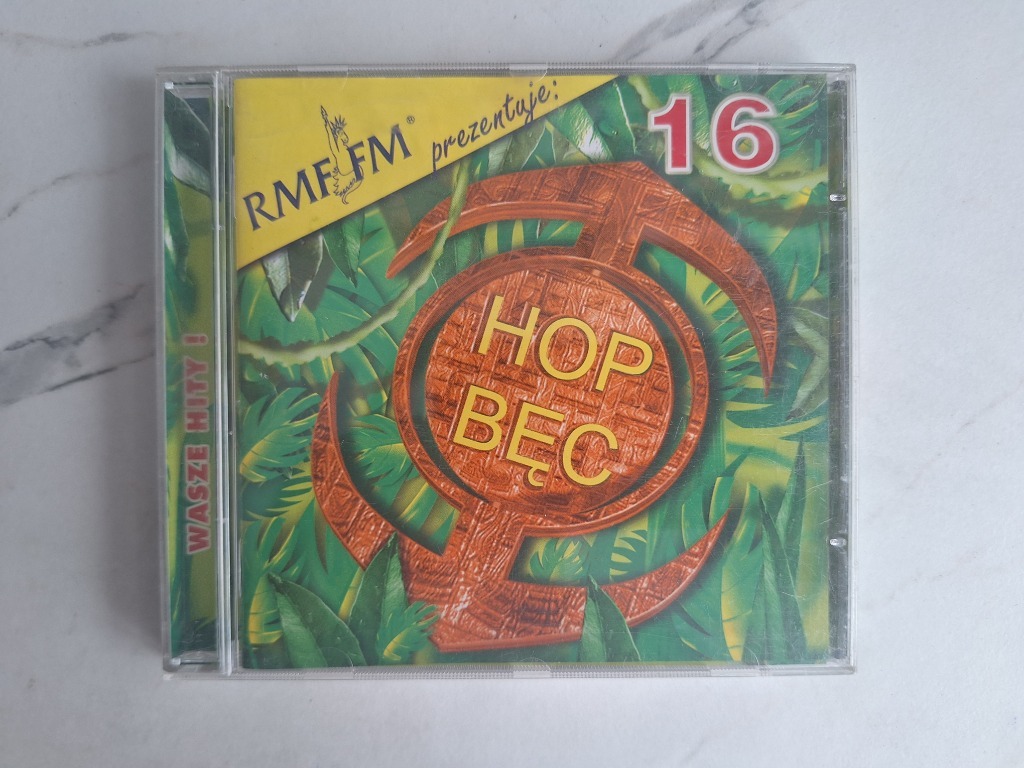 RMF FM®
prezentuje:
16
HOP
BĘC
WASZE HITY !